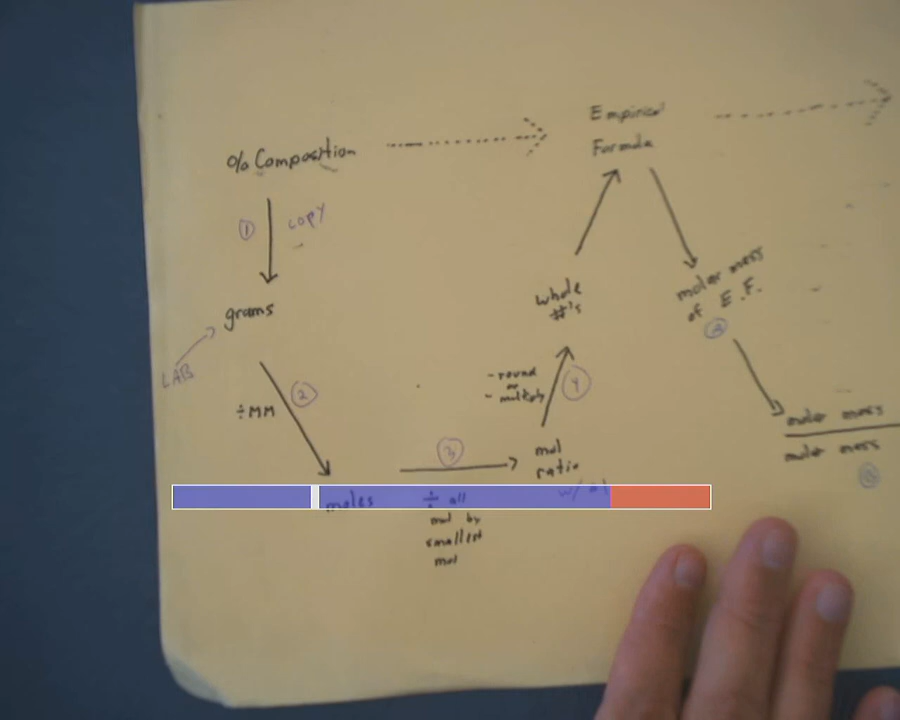 % Composition
Empirical
Formula
① copy
grams
LAB
②
÷MM
moles
③
÷ all
mol by
smallest
mol
mol
ratio
- round
or
- multiply
④
whole
#'s
molar mass
of E.F.
molar mass
molar mass